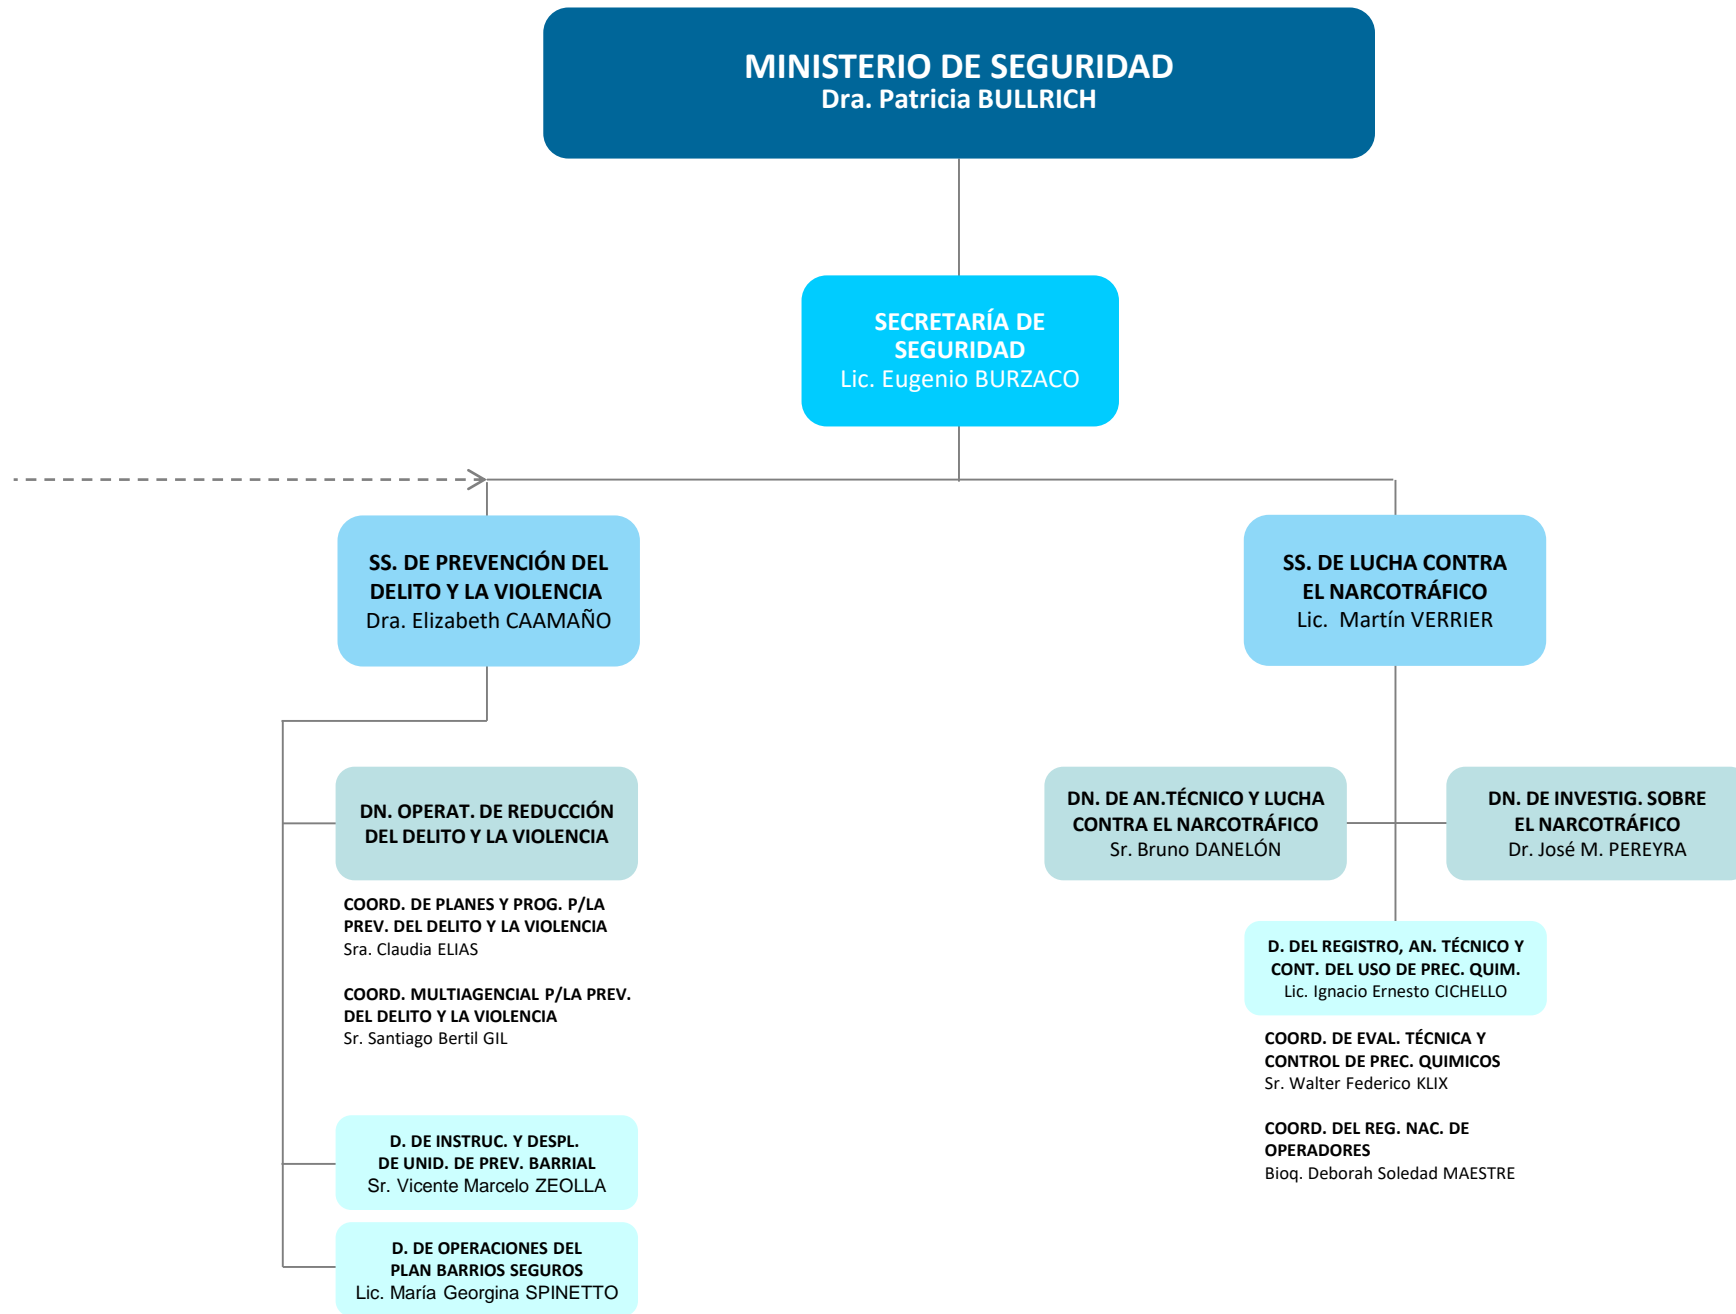 MINISTERIO DE SEGURIDAD
Dra. Patricia BULLRICH
SECRETARÍA DE
SEGURIDAD
Lic. Eugenio BURZACO
SS. DE PREVENCIÓN DEL
DELITO Y LA VIOLENCIA
Dra. Elizabeth CAAMAÑO
SS. DE LUCHA CONTRA
EL NARCOTRÁFICO
Lic. Martín VERRIER
DN. OPERAT. DE REDUCCIÓN
DEL DELITO Y LA VIOLENCIA
COORD. DE PLANES Y PROG. P/LA
PREV. DEL DELITO Y LA VIOLENCIA
Sra. Claudia ELIAS
COORD. MULTIAGENCIAL P/LA PREV.
DEL DELITO Y LA VIOLENCIA
Sr. Santiago Bertil GIL
D. DE INSTRUC. Y DESPL.
DE UNID. DE PREV. BARRIAL
Sr. Vicente Marcelo ZEOLLA
D. DE OPERACIONES DEL
PLAN BARRIOS SEGUROS
Lic. María Georgina SPINETTO
DN. DE AN.TÉCNICO Y LUCHA
CONTRA EL NARCOTRÁFICO
Sr. Bruno DANELÓN
DN. DE INVESTIG. SOBRE
EL NARCOTRÁFICO
Dr. José M. PEREYRA
D. DEL REGISTRO, AN. TÉCNICO Y
CONT. DEL USO DE PREC. QUIM.
Lic. Ignacio Ernesto CICHELLO
COORD. DE EVAL. TÉCNICA Y
CONTROL DE PREC. QUIMICOS
Sr. Walter Federico KLIX
COORD. DEL REG. NAC. DE
OPERADORES
Bioq. Deborah Soledad MAESTRE